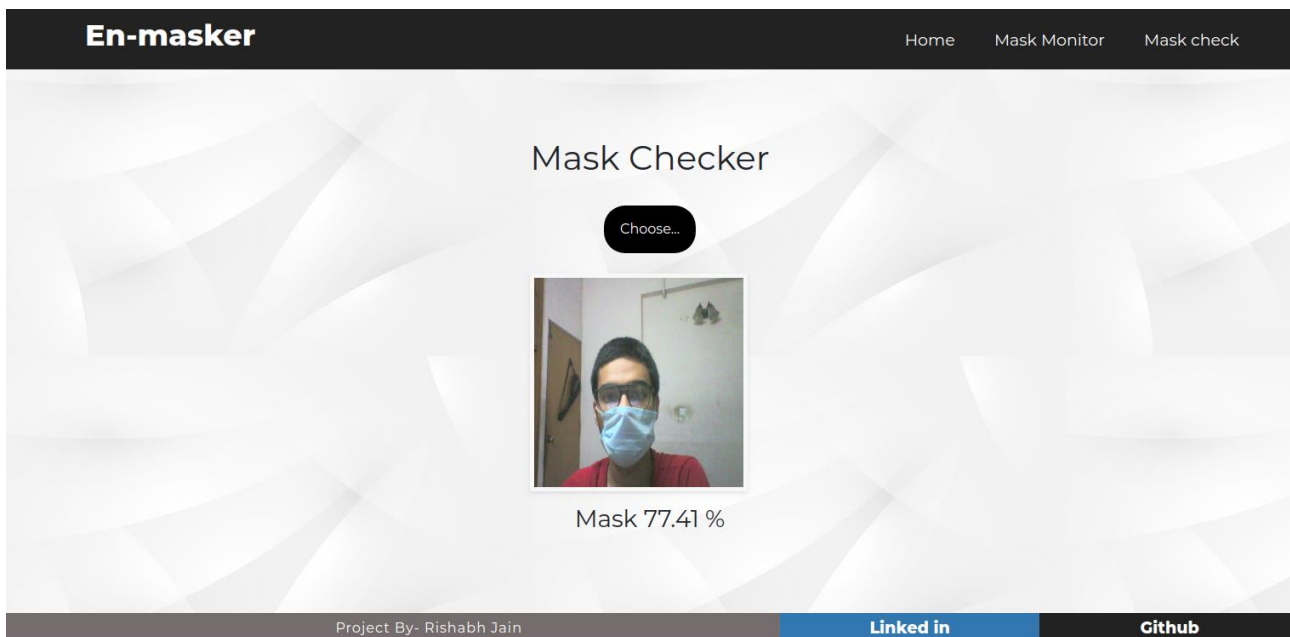 En-masker
Home Mask Monitor Mask check
Mask Checker
Choose...
Mask 77.41 %
Project By- Rishabh Jain Linked in Github